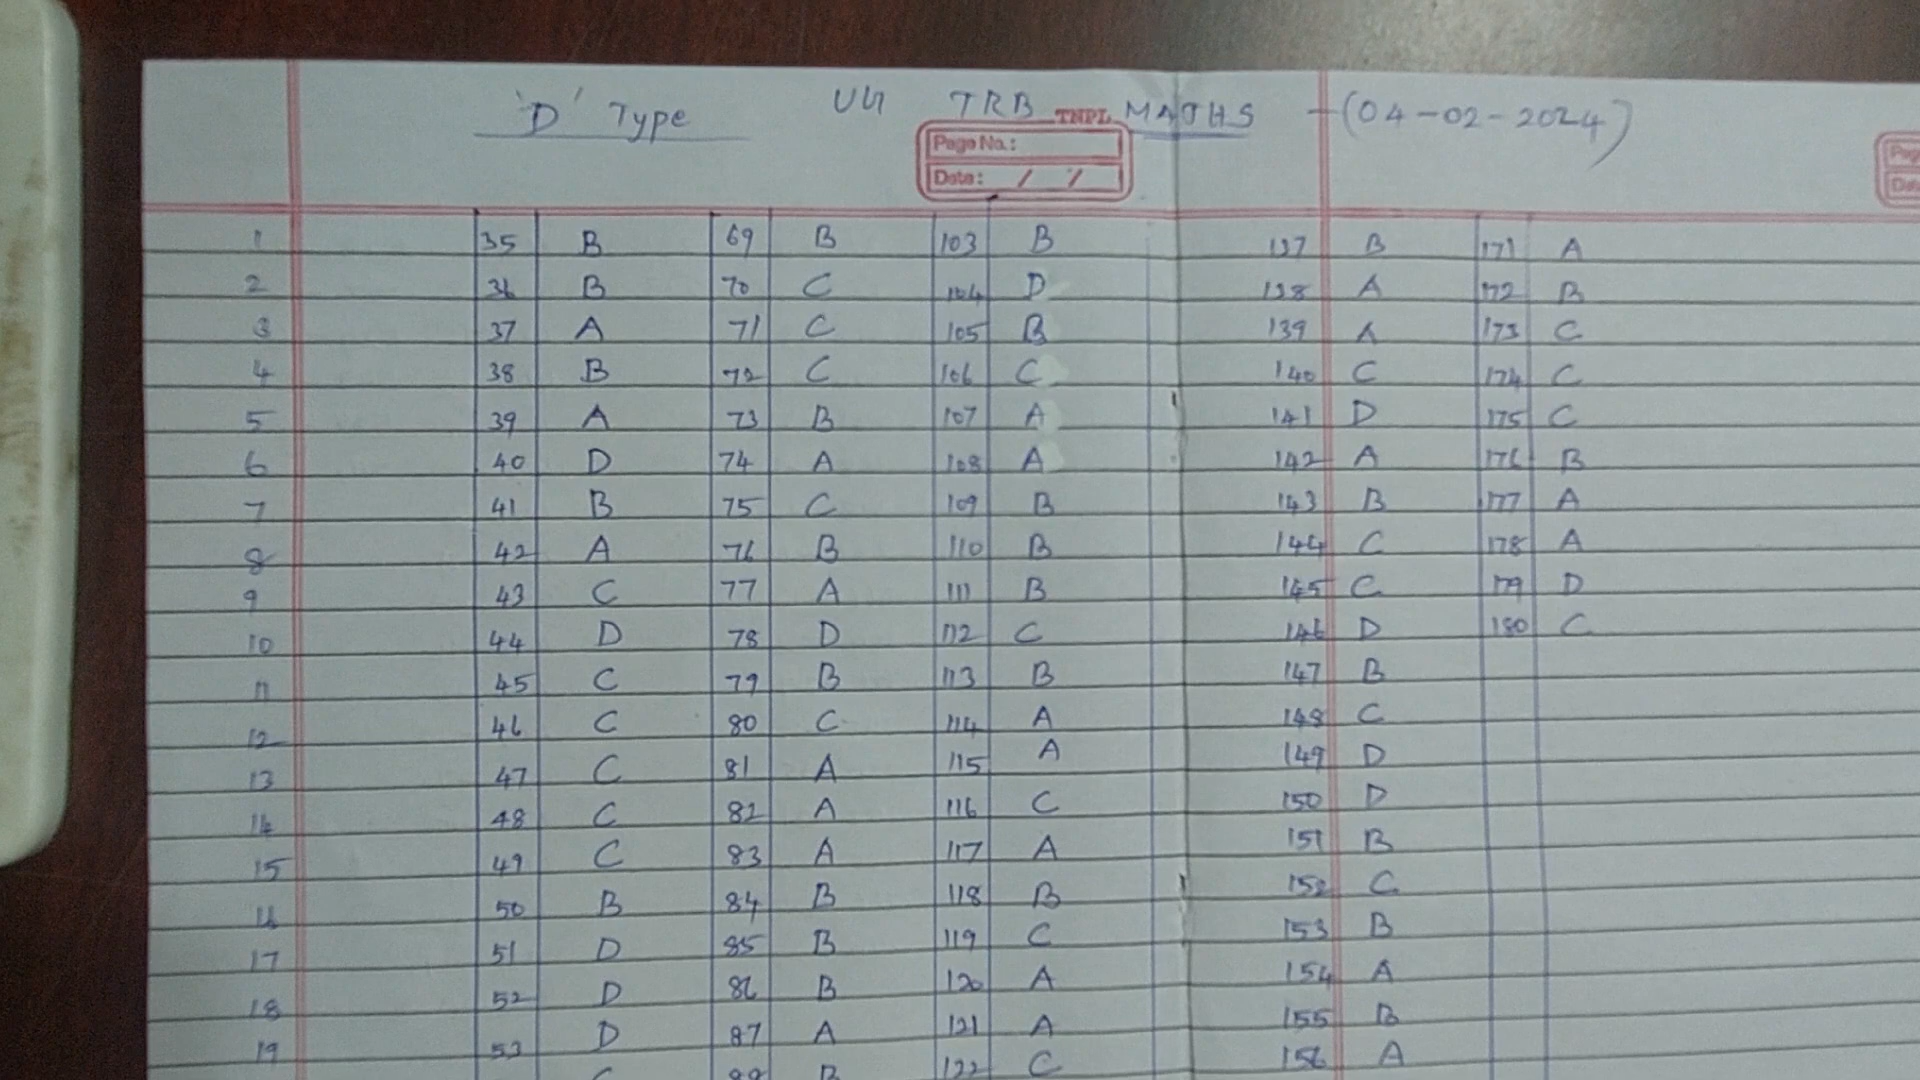 'D' Type UG TRB MATHS - (04-02-2024)
TNPL
Page No.:
Date: / /
1 35 B 69 B 103 B 137 B 171 A
2 36 B 70 C 104 D 138 A 172 B
3 37 A 71 C 105 B 139 A 173 C
4 38 B 72 C 106 C 140 C 174 C
5 39 A 73 B 107 A 141 D 175 C
6 40 D 74 A 108 A 142 A 176 B
7 41 B 75 C 109 B 143 B 177 A
8 42 A 76 B 110 B 144 C 178 A
9 43 C 77 A 111 B 145 C 179 D
10 44 D 78 D 112 C 146 D 180 C
11 45 C 79 B 113 B 147 B
12 46 C 80 C 114 A 148 C
13 47 C 81 A 115 A 149 D
14 48 C 82 A 116 C 150 D
15 49 C 83 A 117 A 151 B
16 50 B 84 B 118 B 152 C
17 51 D 85 B 119 C 153 B
18 52 D 86 B 120 A 154 A
19 53 D 87 A 121 A 155 B
122 C 156 A